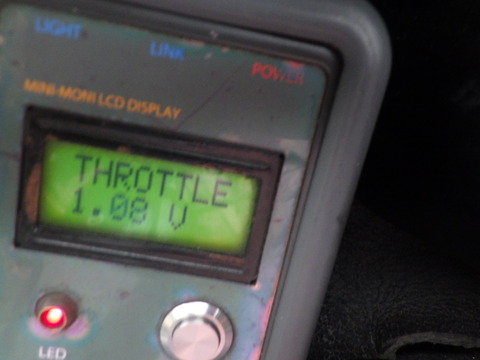 LIGHT
LINK
POWER
MINI-MONI LCD DISPLAY
THROTTLE
1.08 V
LED